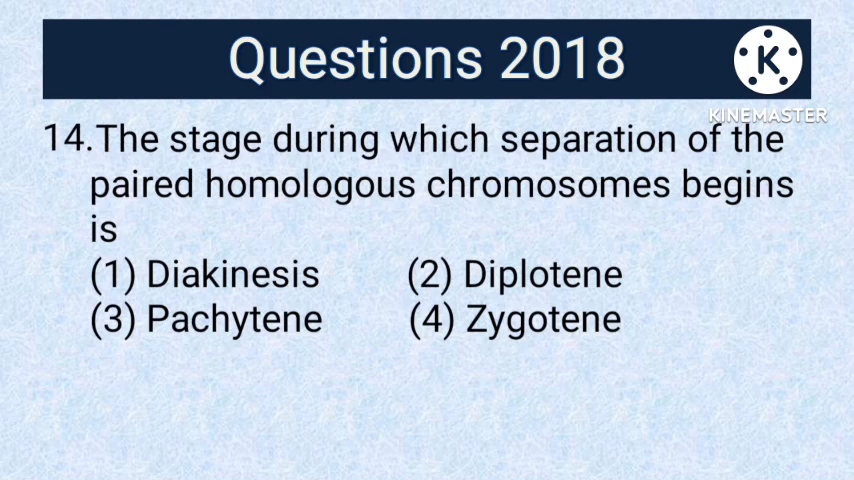 Questions 2018
K
KINEMASTER
14.The stage during which separation of the
paired homologous chromosomes begins
is
(1) Diakinesis (2) Diplotene
(3) Pachytene (4) Zygotene